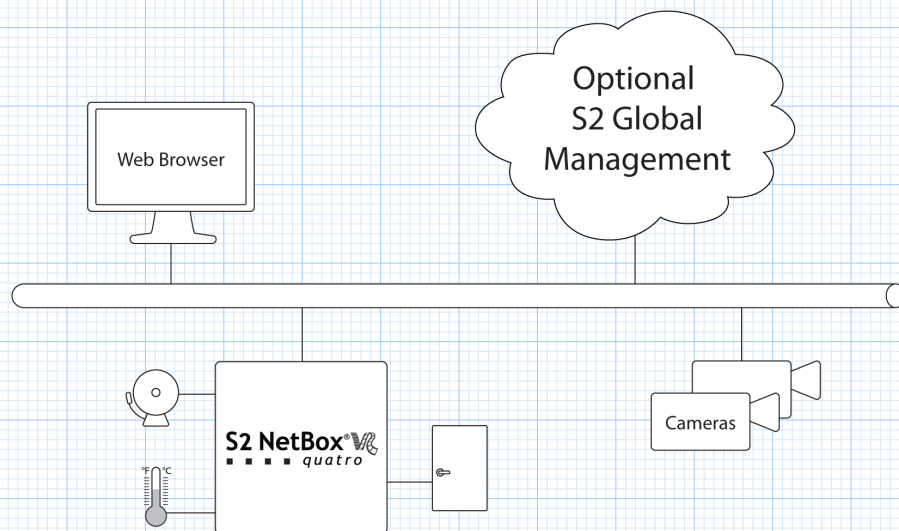 Optional
S2 Global
Management
Web Browser
S2 NetBox® VR
quatro
Cameras
°F °C